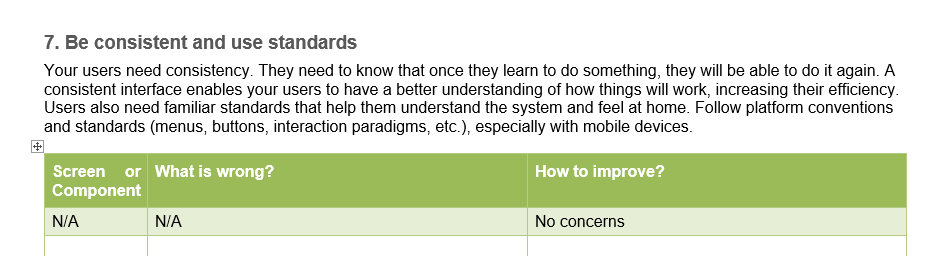 7. Be consistent and use standards
Your users need consistency. They need to know that once they learn to do something, they will be able to do it again. A
consistent interface enables your users to have a better understanding of how things will work, increasing their efficiency.
Users also need familiar standards that help them understand the system and feel at home. Follow platform conventions
and standards (menus, buttons, interaction paradigms, etc.), especially with mobile devices.
Screen or What is wrong? How to improve?
Component
N/A N/A No concerns